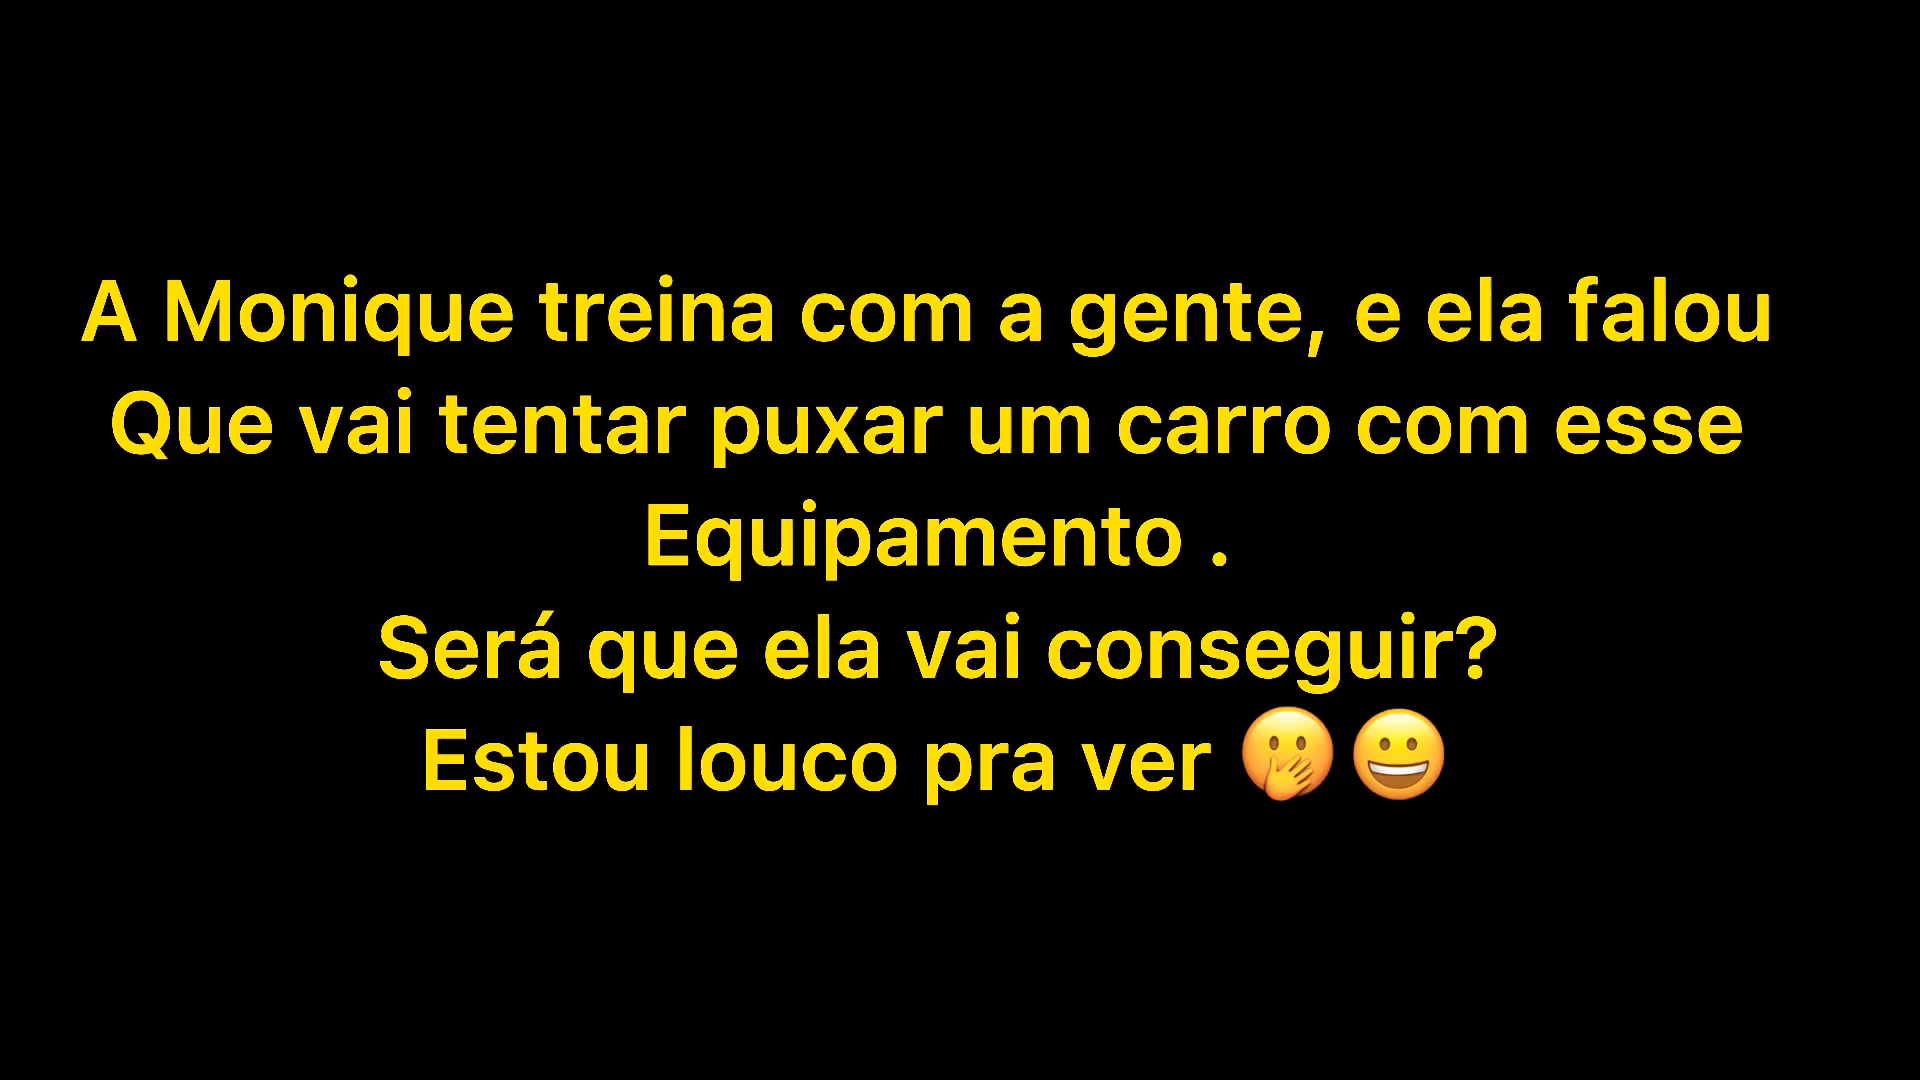 A Monique treina com a gente, e ela falou
Que vai tentar puxar um carro com esse
Equipamento .
Será que ela vai conseguir?
Estou louco pra ver 🫢😀